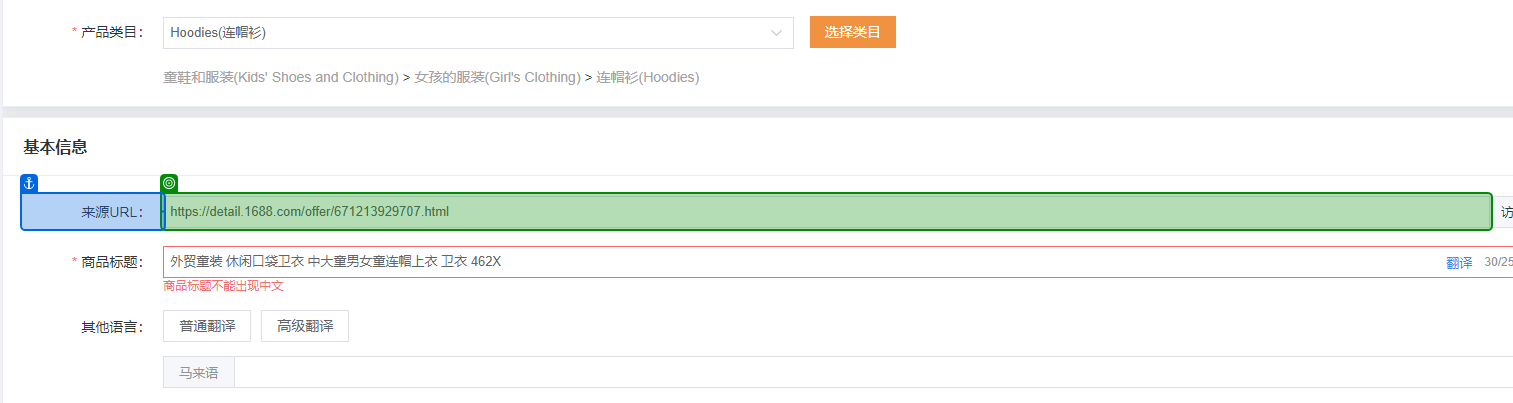 * 产品类目： Hoodies(连帽衫) 选择类目
童鞋和服装(Kids' Shoes and Clothing) > 女孩的服装(Girl's Clothing) > 连帽衫(Hoodies)
基本信息
来源URL： https://detail.1688.com/offer/671213929707.html 访
* 商品标题： 外贸童装 休闲口袋卫衣 中大童男女童连帽上衣 卫衣 462X 翻译 30/25
商品标题不能出现中文
其他语言： 普通翻译 高级翻译
马来语